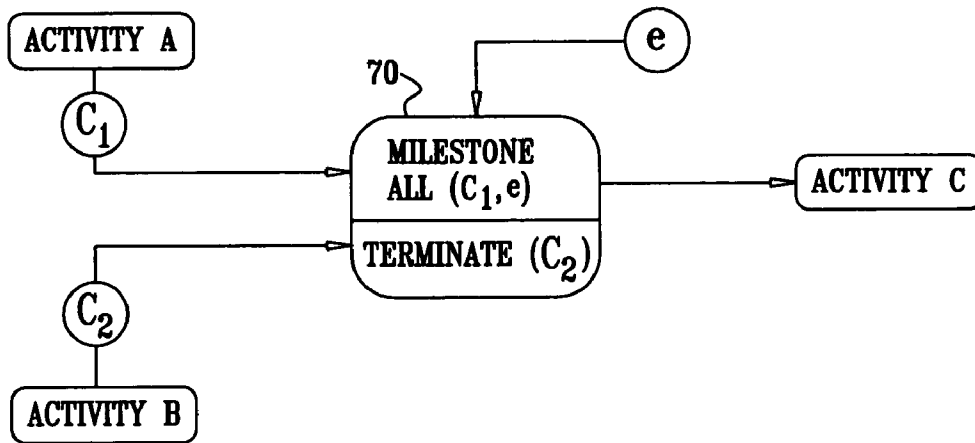 ACTIVITY A
e
70
C₁
MILESTONE
ALL (C₁,e)
ACTIVITY C
TERMINATE (C₂)
C₂
ACTIVITY B